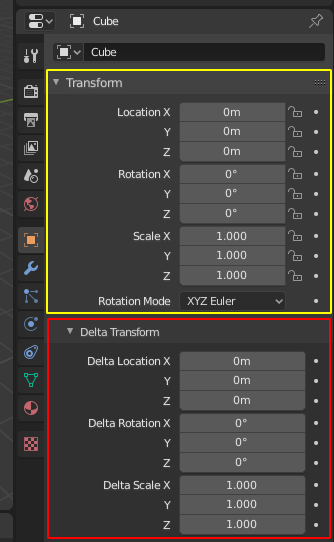 Cube
Cube
Transform
Location X 0m
Y 0m
Z 0m
Rotation X 0°
Y 0°
Z 0°
Scale X 1.000
Y 1.000
Z 1.000
Rotation Mode XYZ Euler
Delta Transform
Delta Location X 0m
Y 0m
Z 0m
Delta Rotation X 0°
Y 0°
Z 0°
Delta Scale X 1.000
Y 1.000
Z 1.000